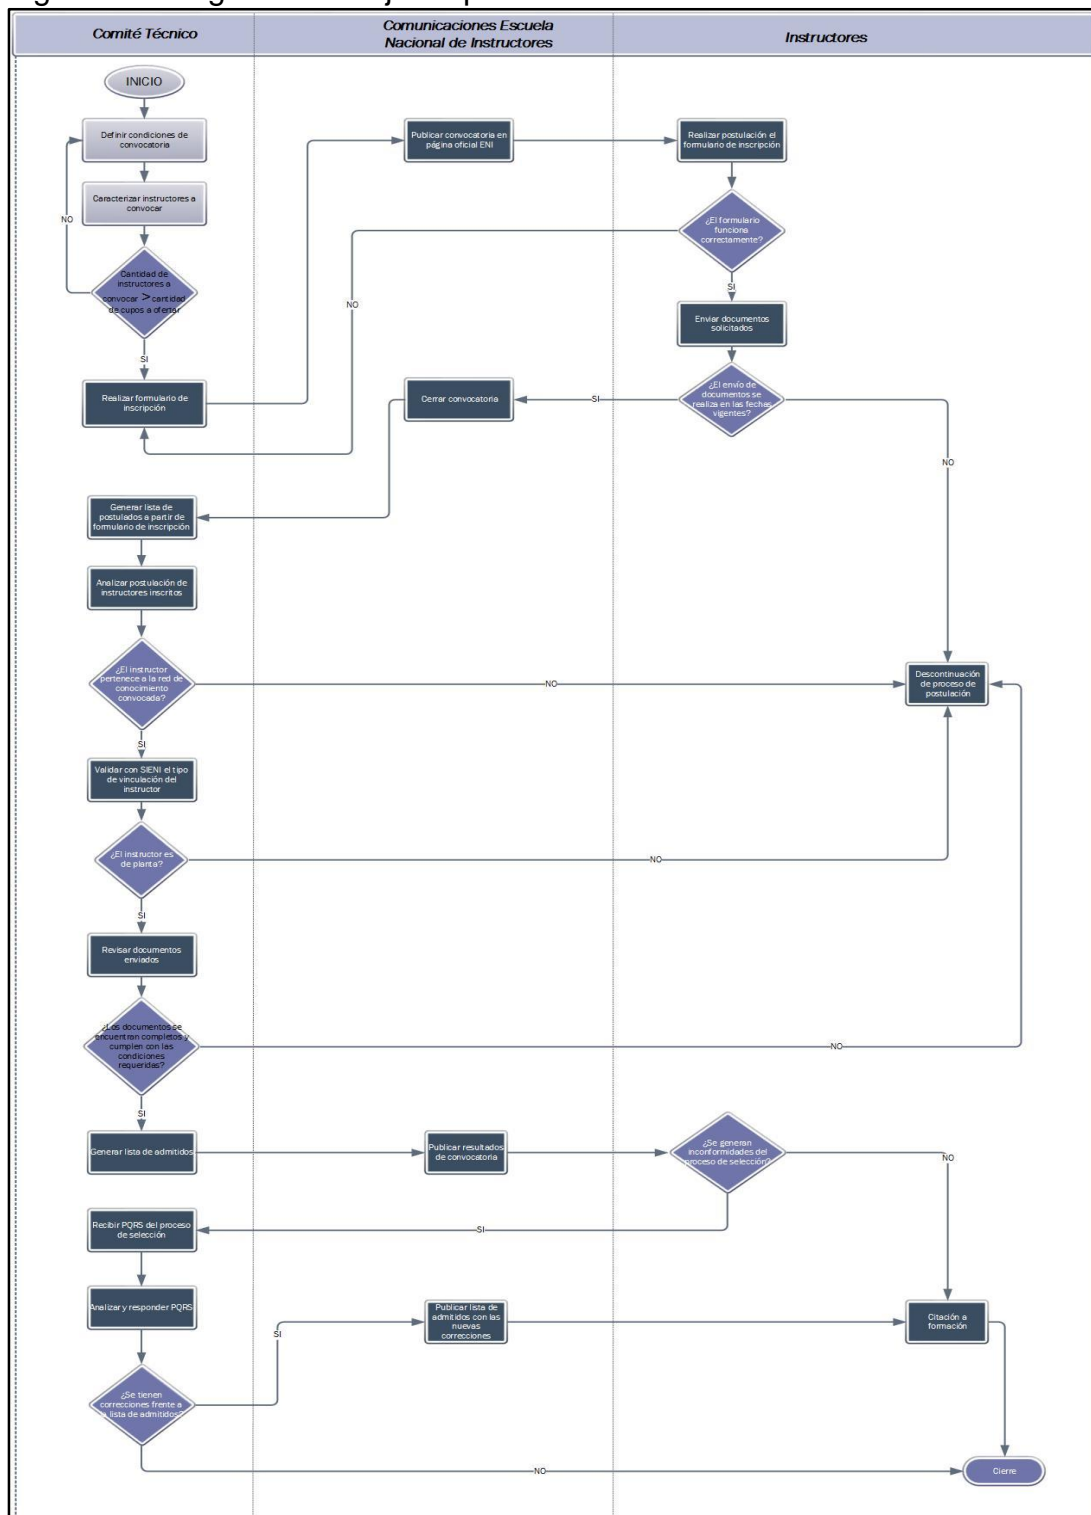 Comité Técnico
Comunicaciones Escuela
Nacional de Instructores
Instructores
INICIO
Definir condiciones de
convocatoria
Publicar convocatoria en
página oficial ENI
Realizar postulación el
formulario de inscripción
Caracterizar instructores a
convocar
NO
¿El formulario
funciona
correctamente?
Cantidad de
instructores a
convocar > cantidad
de cupos a ofertar
NO
SI
Enviar documentos
solicitados
SI
Realizar formulario de
inscripción
Cerrar convocatoria
SI
¿El envío de
documentos se
realiza en las fechas
vigentes?
NO
Generar lista de
postulados a partir de
formulario de inscripción
Analizar postulación de
instructores inscritos
¿El instructor
pertenece a la red de
conocimiento
convocada?
NO
Descontinuación
de proceso de
postulación
SI
Validar con SIENI el tipo
de vinculación del
instructor
¿El instructor es
de planta?
NO
SI
Revisar documentos
enviados
¿Los documentos se
encuentran completos y
cumplen con las
condiciones
requeridas?
NO
SI
Generar lista de admitidos
Publicar resultados
de convocatoria
¿Se generan
inconformidades del
proceso de selección?
NO
Recibir PQRS del proceso
de selección
SI
Analizar y responder PQRS
SI
Publicar lista de
admitidos con las
nuevas
correcciones
Citación a
formación
¿Se tienen
correcciones frente a
la lista de admitidos?
NO
Cierre